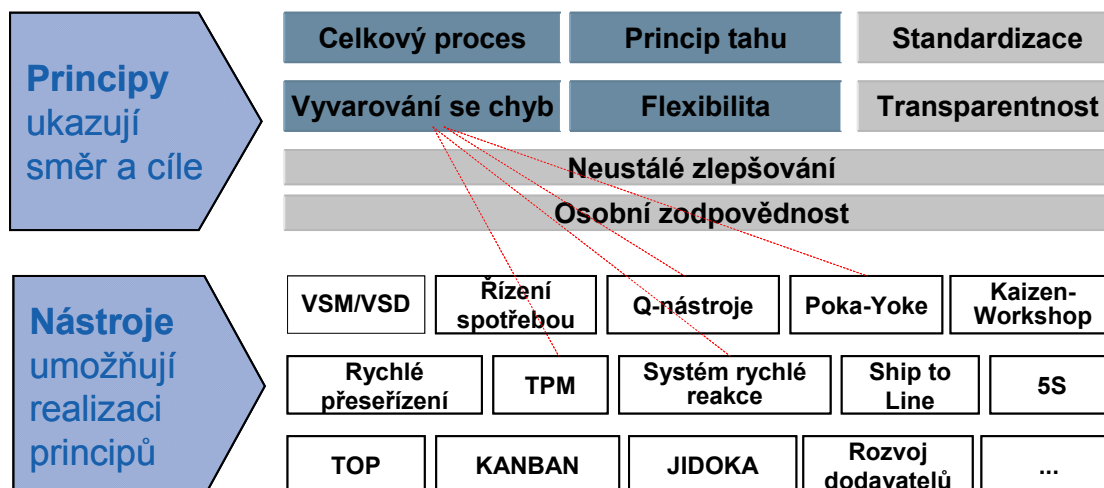 Principy
ukazují
směr a cíle
Celkový proces
Princip tahu
Standardizace
Vyvarování se chyb
Flexibilita
Transparentnost
Neustálé zlepšování
Osobní zodpovědnost
Nástroje
umožňují
realizaci
principů
VSM/VSD
Řízení
spotřebou
Q-nástroje
Poka-Yoke
Kaizen-
Workshop
Rychlé
přeseřízení
TPM
Systém rychlé
reakce
Ship to
Line
5S
TOP
KANBAN
JIDOKA
Rozvoj
dodavatelů
...